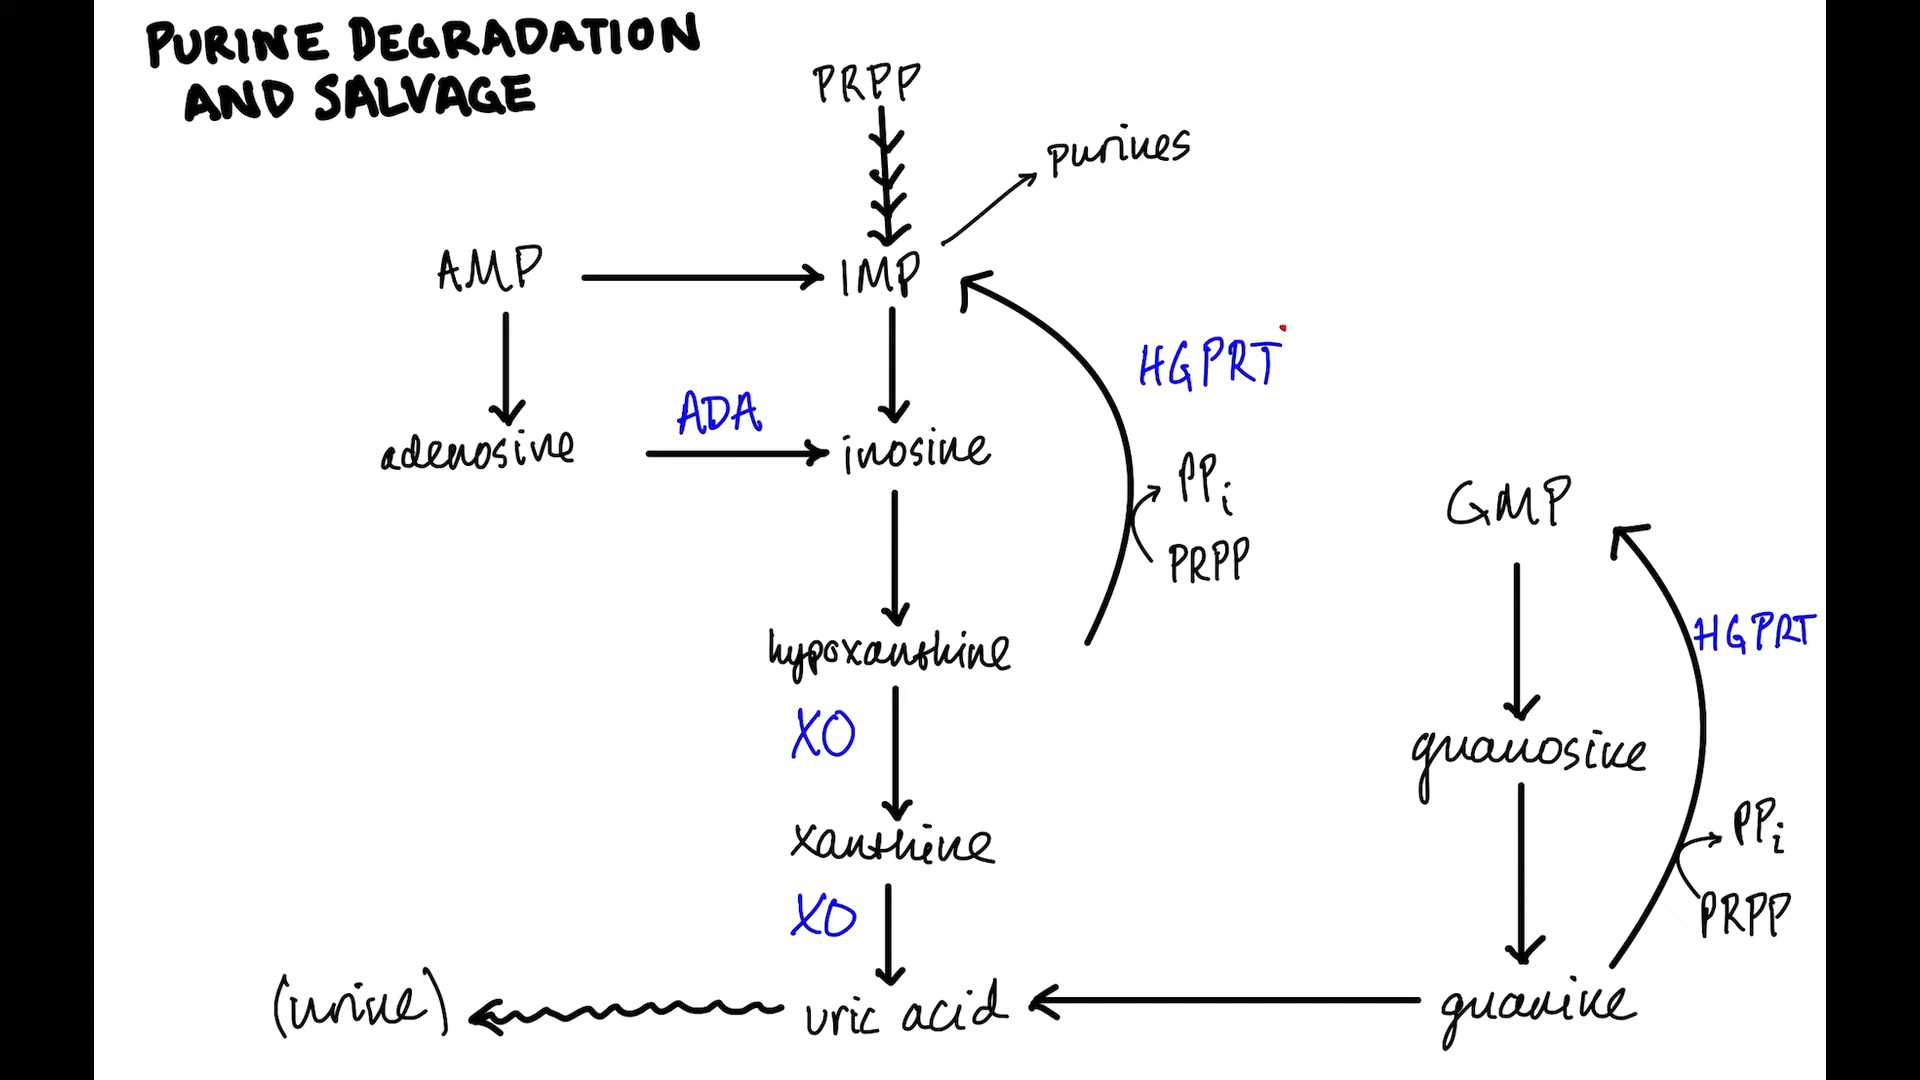 PURINE DEGRADATION
AND SALVAGE
PRPP
purines
AMP
IMP
HGPRT
ADA
adenosine
inosine
PPi
PRPP
GMP
hypoxanthine
HGPRT
XO
guanosine
xanthine
PPi
XO
PRPP
(urine)
uric acid
guanine